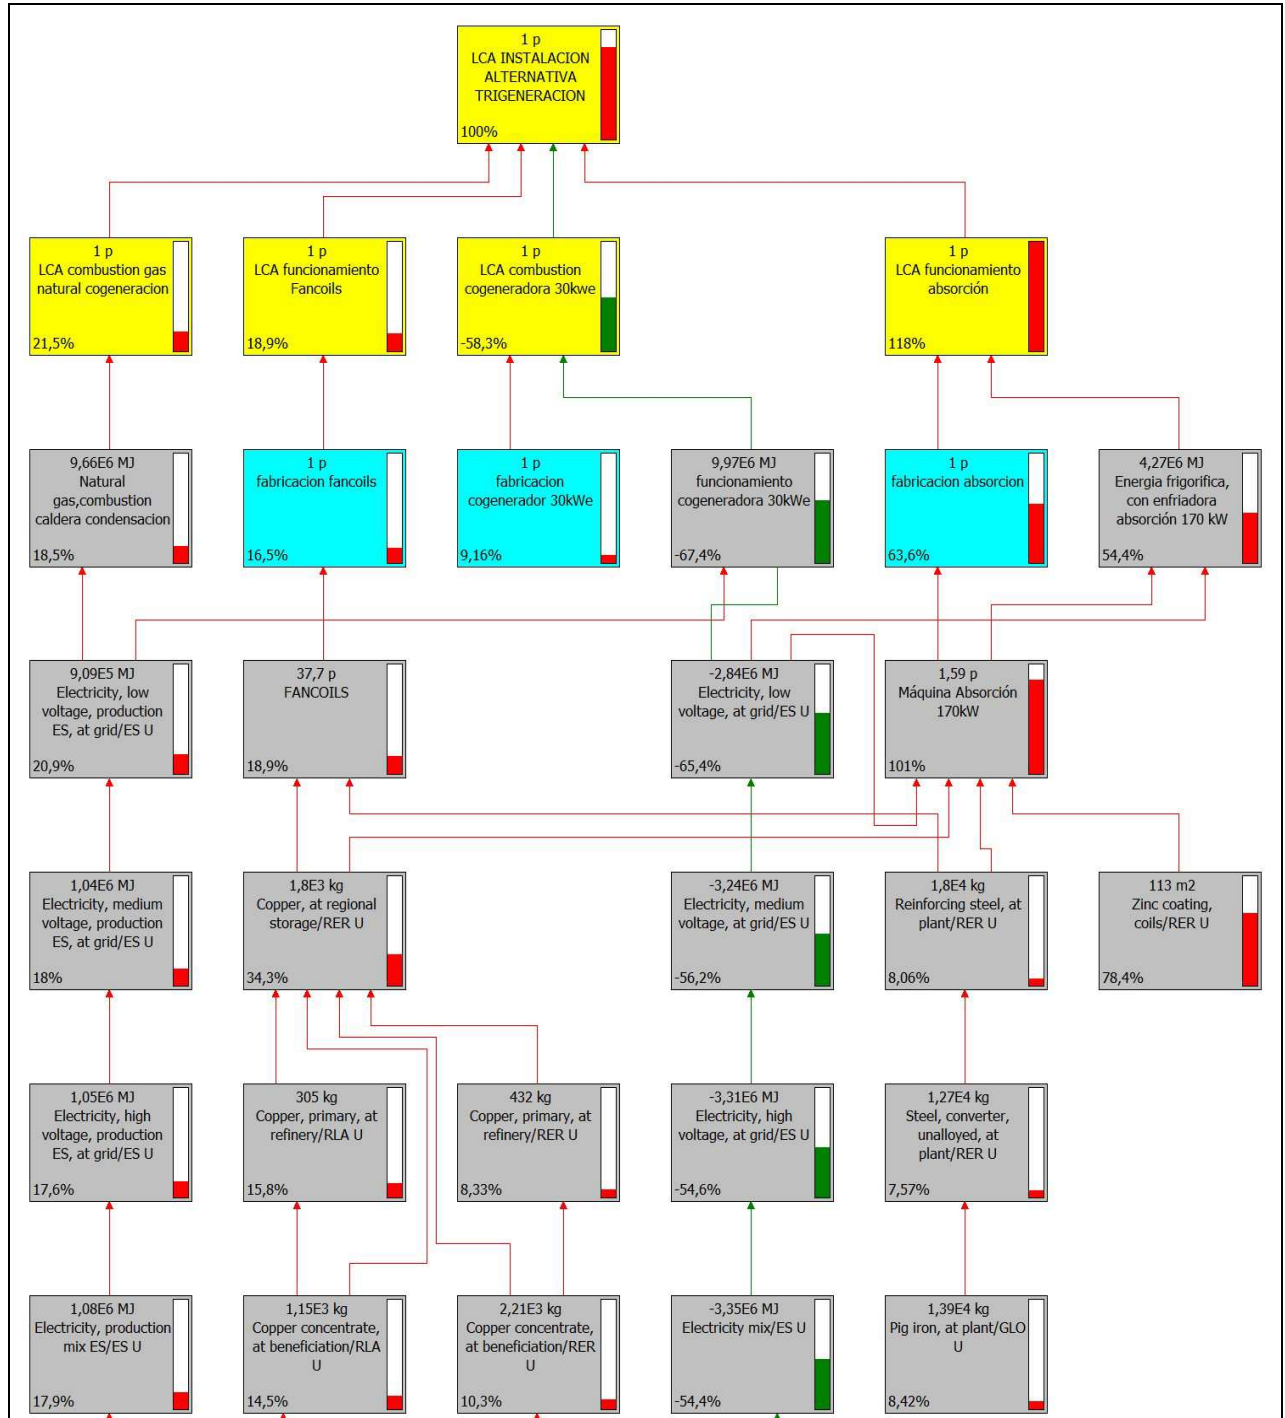 1 p
LCA INSTALACION
ALTERNATIVA
TRIGENERACION
100%
1 p
LCA combustion gas
natural cogeneracion
21,5%
1 p
LCA funcionamiento
Fancoils
18,9%
1 p
LCA combustion
cogeneradora 30kwe
-58,3%
1 p
LCA funcionamiento
absorción
118%
9,66E6 MJ
Natural
gas,combustion
caldera condensacion
18,5%
1 p
fabricacion fancoils
16,5%
1 p
fabricacion
cogenerador 30kWe
9,16%
9,97E6 MJ
funcionamiento
cogeneradora 30kWe
-67,4%
1 p
fabricacion absorcion
63,6%
4,27E6 MJ
Energia frigorifica,
con enfriadora
absorción 170 kW
54,4%
9,09E5 MJ
Electricity, low
voltage, production
ES, at grid/ES U
20,9%
37,7 p
FANCOILS
18,9%
-2,84E6 MJ
Electricity, low
voltage, at grid/ES U
-65,4%
1,59 p
Máquina Absorción
170kW
101%
1,04E6 MJ
Electricity, medium
voltage, production
ES, at grid/ES U
18%
1,8E3 kg
Copper, at regional
storage/RER U
34,3%
-3,24E6 MJ
Electricity, medium
voltage, at grid/ES U
-56,2%
1,8E4 kg
Reinforcing steel, at
plant/RER U
8,06%
113 m2
Zinc coating,
coils/RER U
78,4%
1,05E6 MJ
Electricity, high
voltage, production
ES, at grid/ES U
17,6%
305 kg
Copper, primary, at
refinery/RLA U
15,8%
432 kg
Copper, primary, at
refinery/RER U
8,33%
-3,31E6 MJ
Electricity, high
voltage, at grid/ES U
-54,6%
1,27E4 kg
Steel, converter,
unalloyed, at
plant/RER U
7,57%
1,08E6 MJ
Electricity, production
mix ES/ES U
17,9%
1,15E3 kg
Copper concentrate,
at beneficiation/RLA
U
14,5%
2,21E3 kg
Copper concentrate,
at beneficiation/RER
U
10,3%
-3,35E6 MJ
Electricity mix/ES U
-54,4%
1,39E4 kg
Pig iron, at plant/GLO
U
8,42%